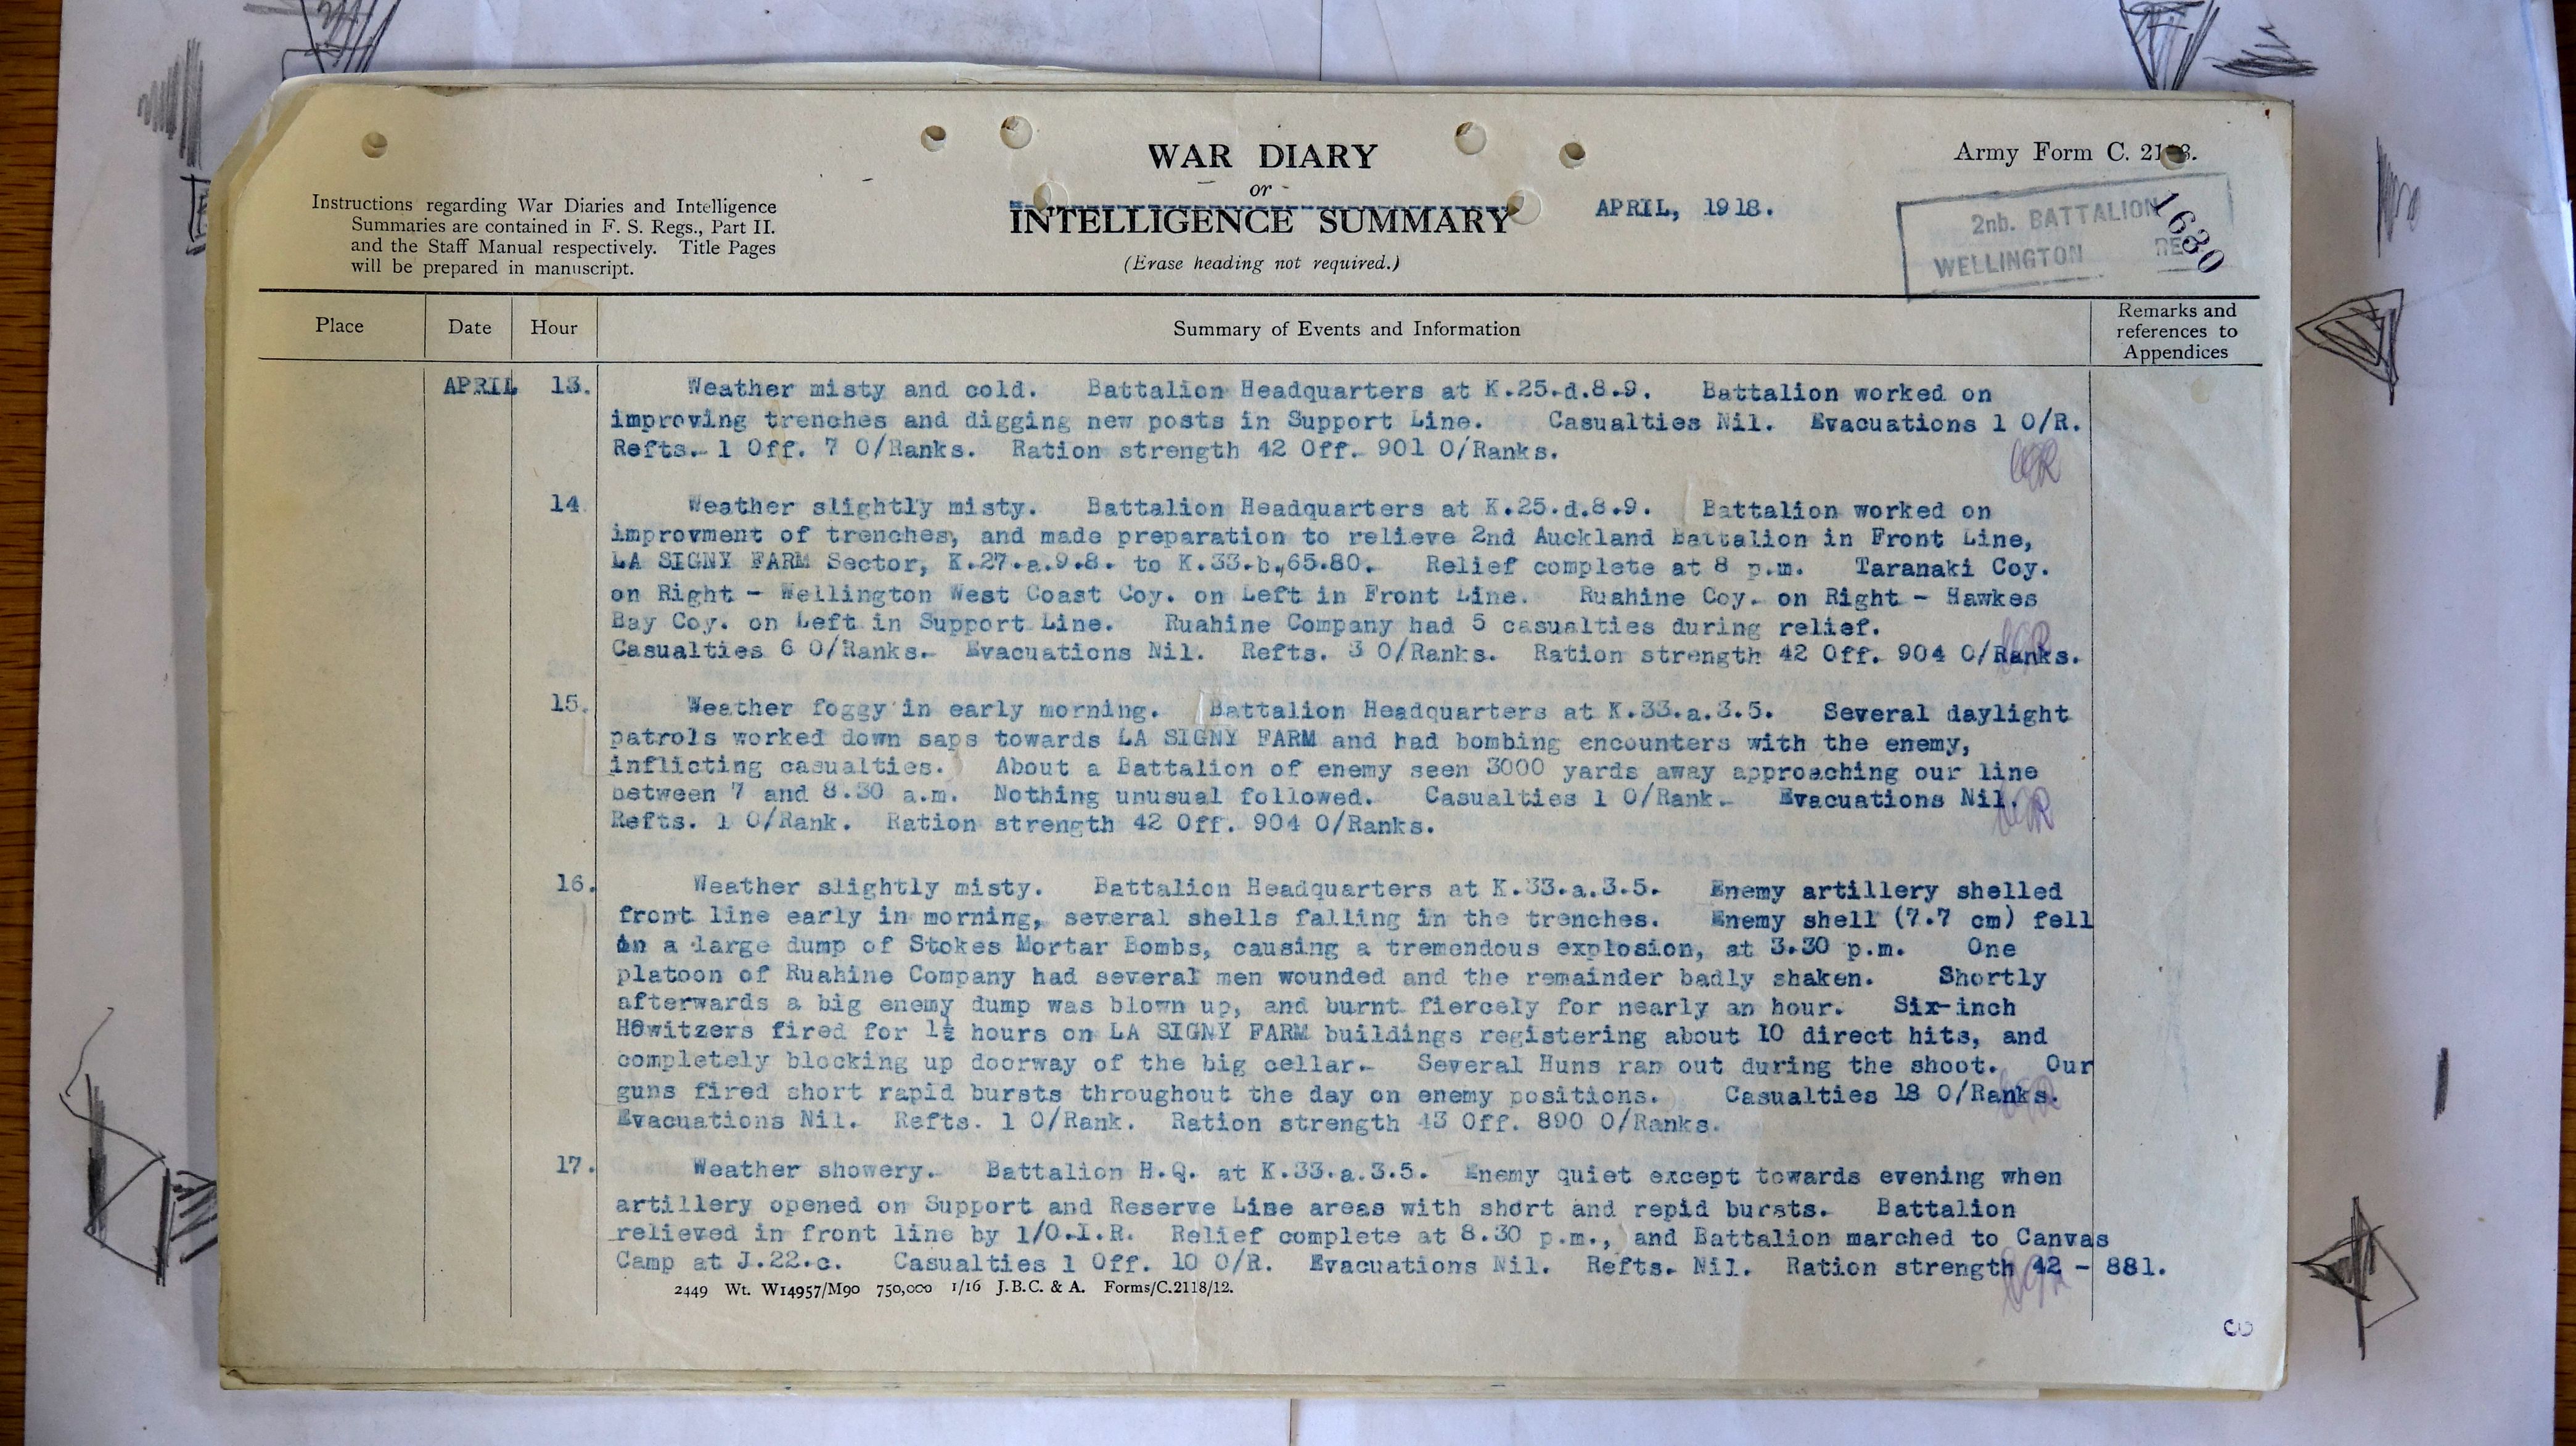 WAR DIARY
or
INTELLIGENCE SUMMARY
(Erase heading not required.)
Instructions regarding War Diaries and Intelligence
Summaries are contained in F. S. Regs., Part II.
and the Staff Manual respectively. Title Pages
will be prepared in manuscript.
APRIL, 1918.
Army Form C.
2nb. BATTALION
WELLINGTON
1630
Place
Date
Hour
Summary of Events and Information
Remarks and
references to
Appendices
APRIL 13. Weather misty and cold. Battalion Headquarters at K.25.d.8.9. Battalion worked on
improving trenches and digging new posts in Support Line. Casualties Nil. Evacuations 1 O/R.
Refts. 1 Off. 7 O/Ranks. Ration strength 42 Off. 901 O/Ranks.
14 Weather slightly misty. Battalion Headquarters at K.25.d.8.9. Battalion worked on
improvment of trenches, and made preparation to relieve 2nd Auckland Battalion in Front Line,
LA SIGNY FARM Sector, K.27.a.9.8. to K.33.b.65.80. Relief complete at 8 p.m. Taranaki Coy.
on Right - Wellington West Coast Coy. on Left in Front Line. Ruahine Coy. on Right - Hawkes
Bay Coy. on Left in Support Line. Ruahine Company had 5 casualties during relief.
Casualties 6 O/Ranks. Evacuations Nil. Refts. 3 O/Ranks. Ration strength 42 Off. 904 O/Ranks.
15. Weather foggy in early morning. Battalion Headquarters at K.33.a.3.5. Several daylight
patrols worked down saps towards LA SIGNY FARM and had bombing encounters with the enemy,
inflicting casualties. About a Battalion of enemy seen 3000 yards away approaching our line
between 7 and 8.30 a.m. Nothing unusual followed. Casualties 1 O/Rank. Evacuations Nil.
Refts. 1 O/Rank. Ration strength 42 Off. 904 O/Ranks.
16. Weather slightly misty. Battalion Headquarters at K.33.a.3.5. Enemy artillery shelled
front line early in morning, several shells falling in the trenches. Enemy shell (7.7 cm) fell
in a large dump of Stokes Mortar Bombs, causing a tremendous explosion, at 3.30 p.m. One
platoon of Ruahine Company had several men wounded and the remainder badly shaken. Shortly
afterwards a big enemy dump was blown up, and burnt fiercely for nearly an hour. Six-inch
Howitzers fired for 1½ hours on LA SIGNY FARM buildings registering about 10 direct hits, and
completely blocking up doorway of the big cellar. Several Huns ran out during the shoot. Our
guns fired short rapid bursts throughout the day on enemy positions. Casualties 18 O/Ranks.
Evacuations Nil. Refts. 1 O/Rank. Ration strength 43 Off. 890 O/Ranks.
17. Weather showery. Battalion H.Q. at K.33.a.3.5. Enemy quiet except towards evening when
artillery opened on Support and Reserve Line areas with short and repid bursts. Battalion
relieved in front line by 1/O.I.R. Relief complete at 8.30 p.m., and Battalion marched to Canvas
Camp at J.22.c. Casualties 1 Off. 10 O/R. Evacuations Nil. Refts. Nil. Ration strength 42 - 881.
2449 Wt. W14957/M90 750,000 1/16 J.B.C. & A. Forms/C.2118/12.